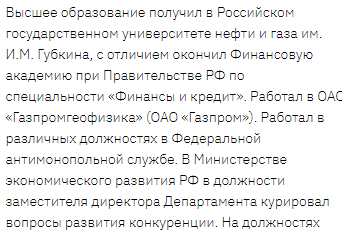 Высшее образование получил в Российском
государственном университете нефти и газа им.
И.М. Губкина, с отличием окончил Финансовую
академию при Правительстве РФ по
специальности «Финансы и кредит». Работал в ОАО
«Газпромгеофизика» (ОАО «Газпром»). Работал в
различных должностях в Федеральной
антимонопольной службе. В Министерстве
экономического развития РФ в должности
заместителя директора Департамента курировал
вопросы развития конкуренции. На должностях